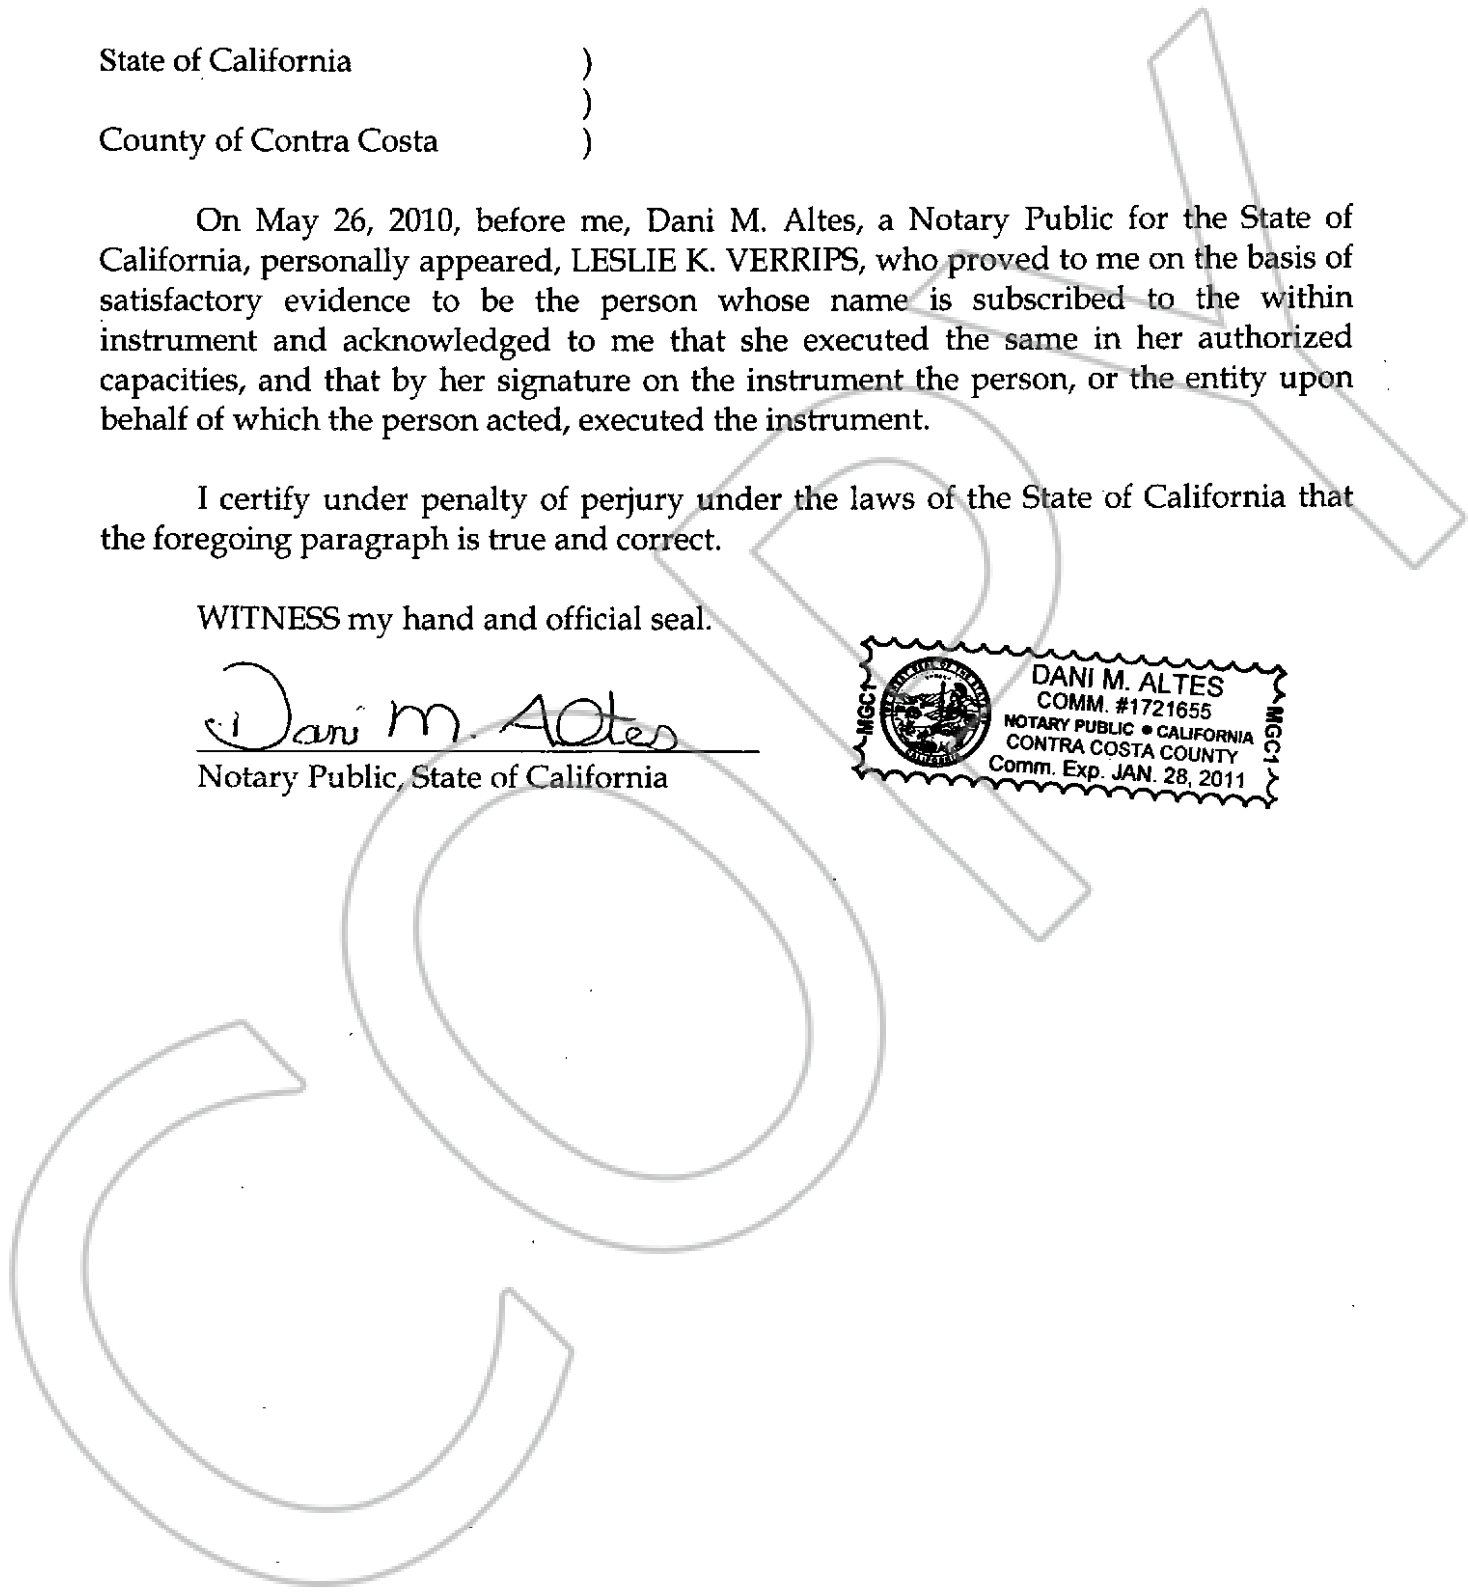 State of California )
)
County of Contra Costa )
On May 26, 2010, before me, Dani M. Altes, a Notary Public for the State of
California, personally appeared, LESLIE K. VERRIPS, who proved to me on the basis of
satisfactory evidence to be the person whose name is subscribed to the within
instrument and acknowledged to me that she executed the same in her authorized
capacities, and that by her signature on the instrument the person, or the entity upon
behalf of which the person acted, executed the instrument.
I certify under penalty of perjury under the laws of the State of California that
the foregoing paragraph is true and correct.
WITNESS my hand and official seal.
Dani M. Altes
Notary Public, State of California
MGC1
DANI M. ALTES
COMM. #1721655
NOTARY PUBLIC ● CALIFORNIA
CONTRA COSTA COUNTY
Comm. Exp. JAN. 28, 2011
MGC1
COPY